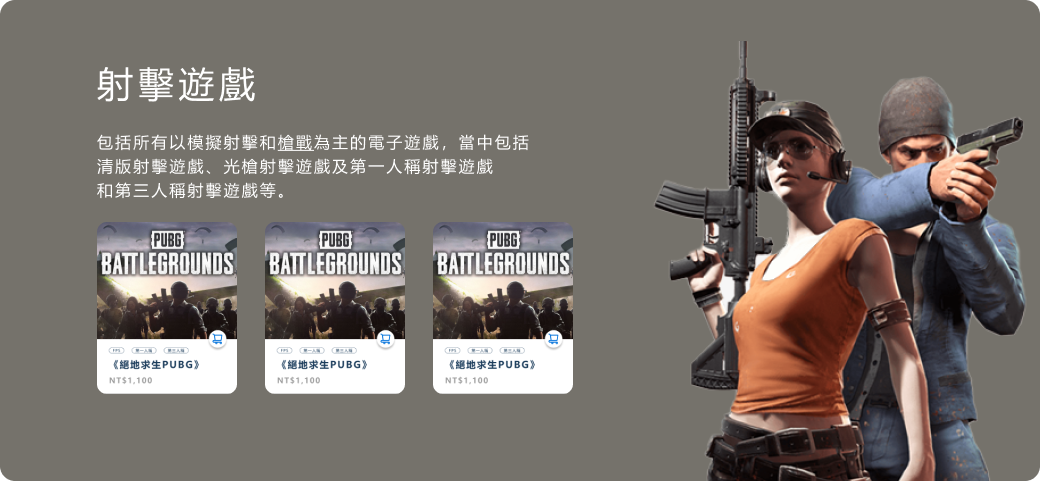 射擊遊戲
包括所有以模擬射擊和槍戰為主的電子遊戲，當中包括
清版射擊遊戲、光槍射擊遊戲及第一人稱射擊遊戲
和第三人稱射擊遊戲等。
PUBG
BATTLEGROUNDS
FPS 第一人稱 第三人稱
《絕地求生PUBG》
NT$1,100
PUBG
BATTLEGROUNDS
FPS 第一人稱 第三人稱
《絕地求生PUBG》
NT$1,100
PUBG
BATTLEGROUNDS
FPS 第一人稱 第三人稱
《絕地求生PUBG》
NT$1,100